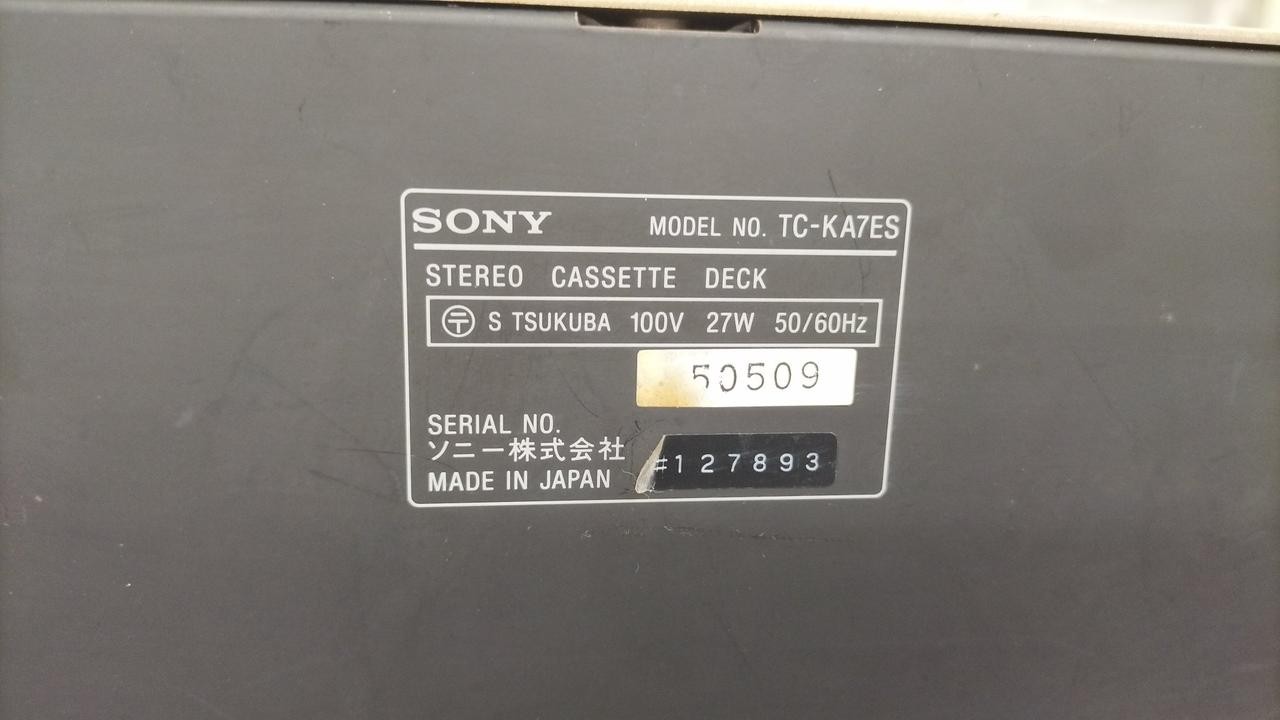 SONY MODEL NO. TC-KA7ES
STEREO CASSETTE DECK
〶 S TSUKUBA 100V 27W 50/60Hz
50509
SERIAL NO.
ソニー株式会社
MADE IN JAPAN
#127893